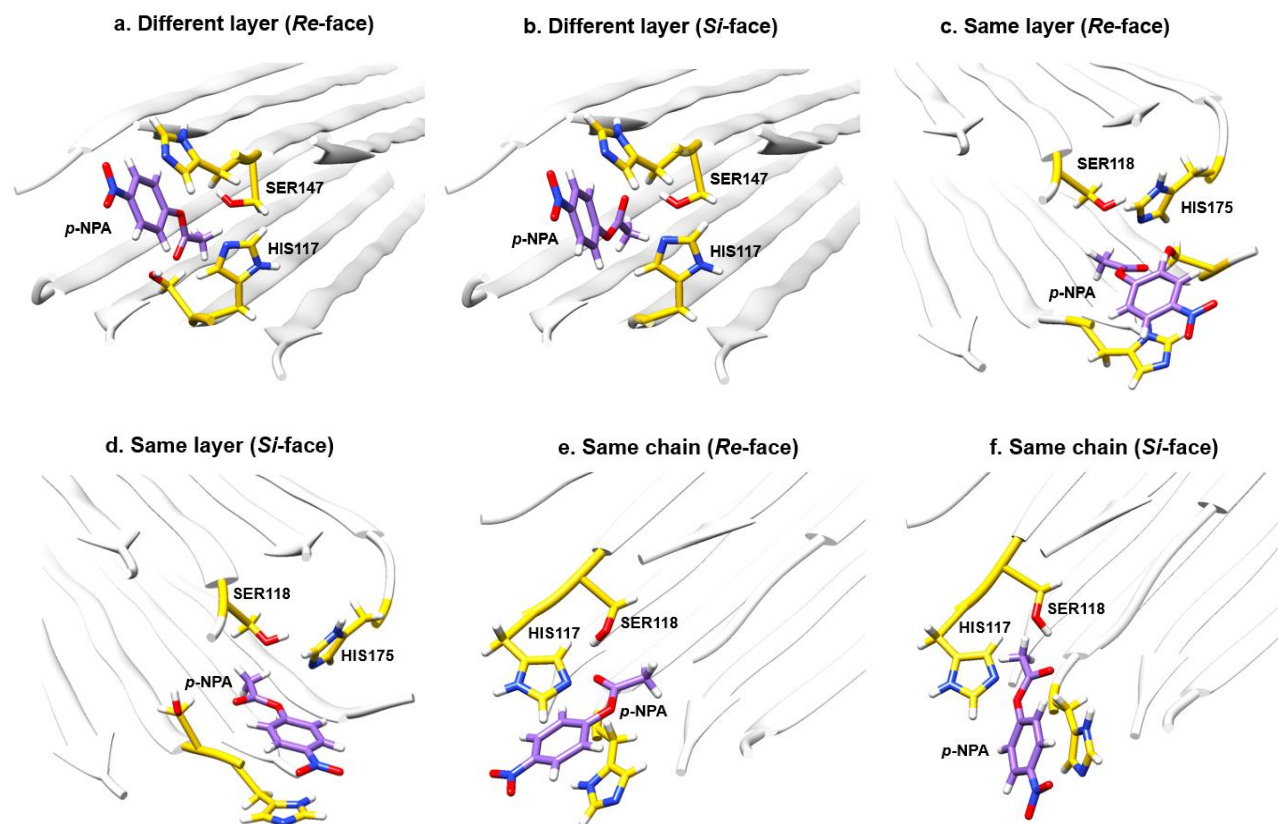 a. Different layer (Re-face)
b. Different layer (Si-face)
c. Same layer (Re-face)
SER147
p-NPA
HIS117
SER147
p-NPA
HIS117
SER118
HIS175
p-NPA
d. Same layer (Si-face)
e. Same chain (Re-face)
f. Same chain (Si-face)
SER118
HIS175
p-NPA
HIS117
SER118
p-NPA
SER118
HIS117
p-NPA